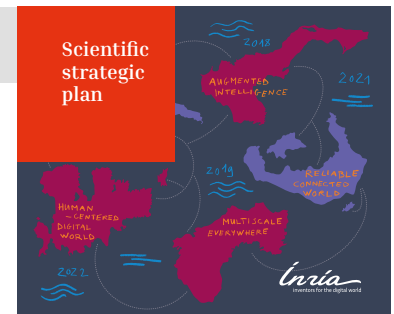 Scientific
strategic
plan
2018
AUGMENTED
INTELLIGENCE
2021
2019
RELIABLE
CONNECTED
WORLD
HUMAN
-CENTERED
DIGITAL
WORLD
MULTISCALE
EVERYWHERE
2022
Inria
inventors for the digital world